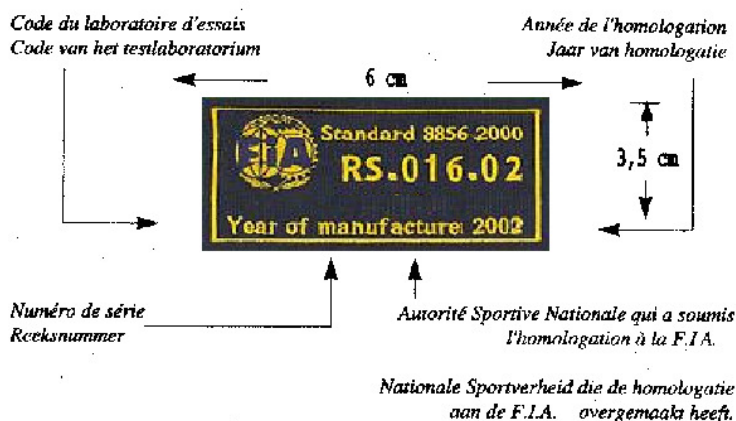 Code du laboratoire d'essais
Code van het testlaboratorium
Année de l'homologation
Jaar van homologatie
6 cm
FIA
Standard 8856-2000
RS.016.02
Year of manufacture: 2002
3,5 cm
Numéro de série
Reeksnummer
Autorité Sportive Nationale qui a soumis
l'homologation à la F.I.A.
Nationale Sportverheid die de homologatie
aan de F.I.A. overgemaakt heeft.